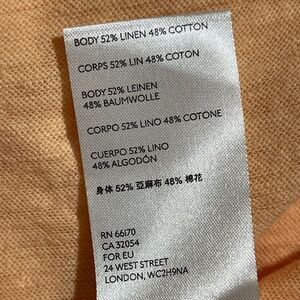 BODY 52% LINEN 48% COTTON
CORPS 52% LIN 48% COTON
BODY 52% LEINEN
48% BAUMWOLLE
CORPO 52% LINO 48% COTONE
CUERPO 52% LINO
48% ALGODÓN
身体 52% 亞麻布 48% 棉花
RN 66170
CA 32054
FOR EU
24 WEST STREET
LONDON, WC2H9NA